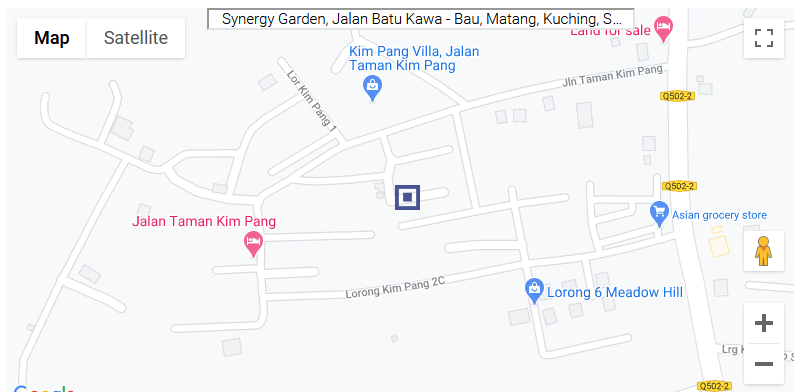 Synergy Garden, Jalan Batu Kawa - Bau, Matang, Kuching, S...
Map
Satellite
Land for sale
Kim Pang Villa, Jalan
Taman Kim Pang
Jln Taman Kim Pang
Lor Kim Pang 1
Q502-2
Q502-2
Asian grocery store
Jalan Taman Kim Pang
Lorong Kim Pang 2C
Lorong 6 Meadow Hill
Lrg
Q502-2
Google